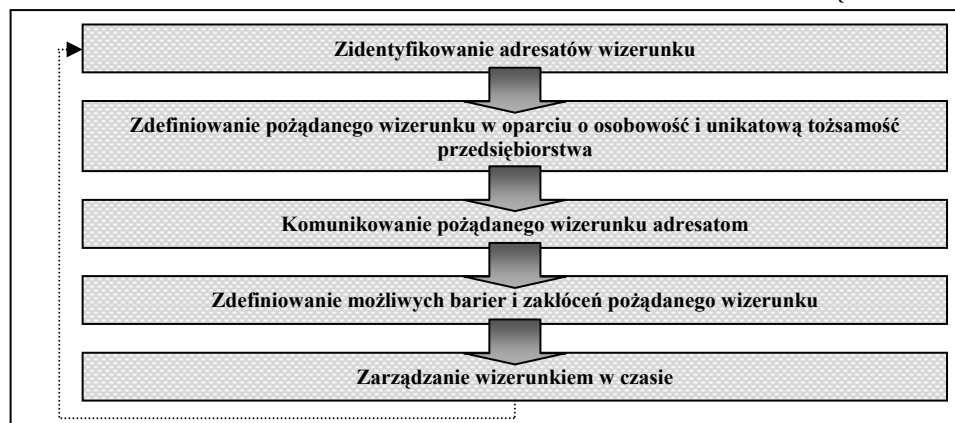 Zidentyfikowanie adresatów wizerunku
Zdefiniowanie pożądanego wizerunku w oparciu o osobowość i unikatową tożsamość
przedsiębiorstwa
Komunikowanie pożądanego wizerunku adresatom
Zdefiniowanie możliwych barier i zakłóceń pożądanego wizerunku
Zarządzanie wizerunkiem w czasie